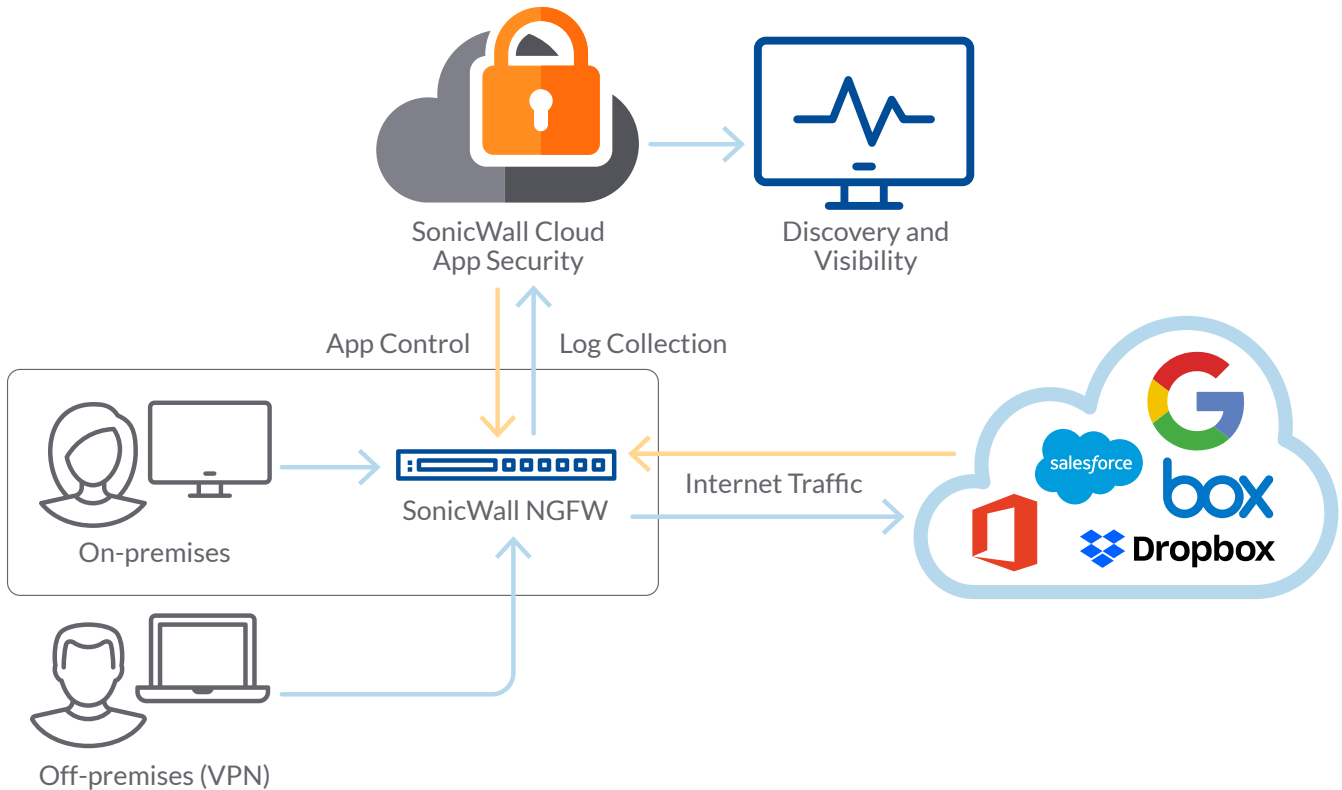 SonicWall Cloud
App Security
Discovery and
Visibility
App Control
Log Collection
On-premises
SonicWall NGFW
Internet Traffic
salesforce
box
Dropbox
Off-premises (VPN)